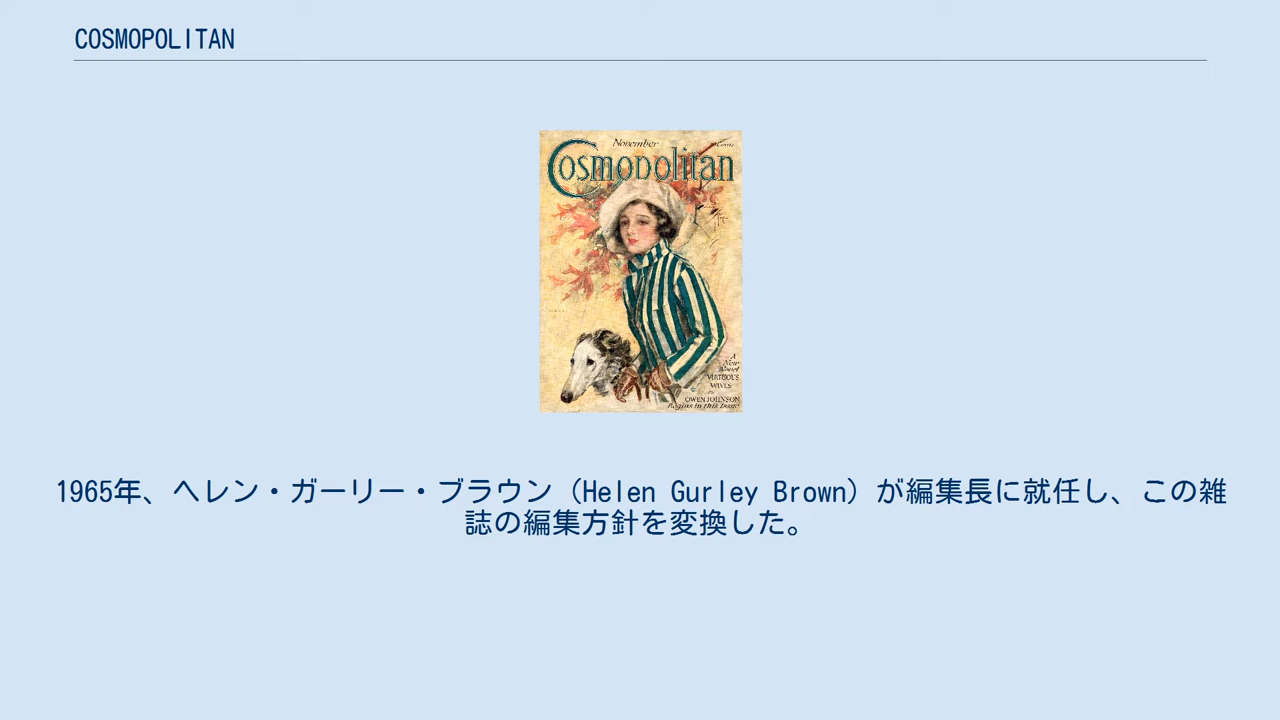 COSMOPOLITAN
November
Cents
Cosmopolitan
A
New
Novel
VIRTUOUS
WIVES
By
OWEN JOHNSON
Begins in this Issue
1965年、ヘレン・ガーリー・ブラウン（Helen Gurley Brown）が編集長に就任し、この雑
誌の編集方針を変換した。